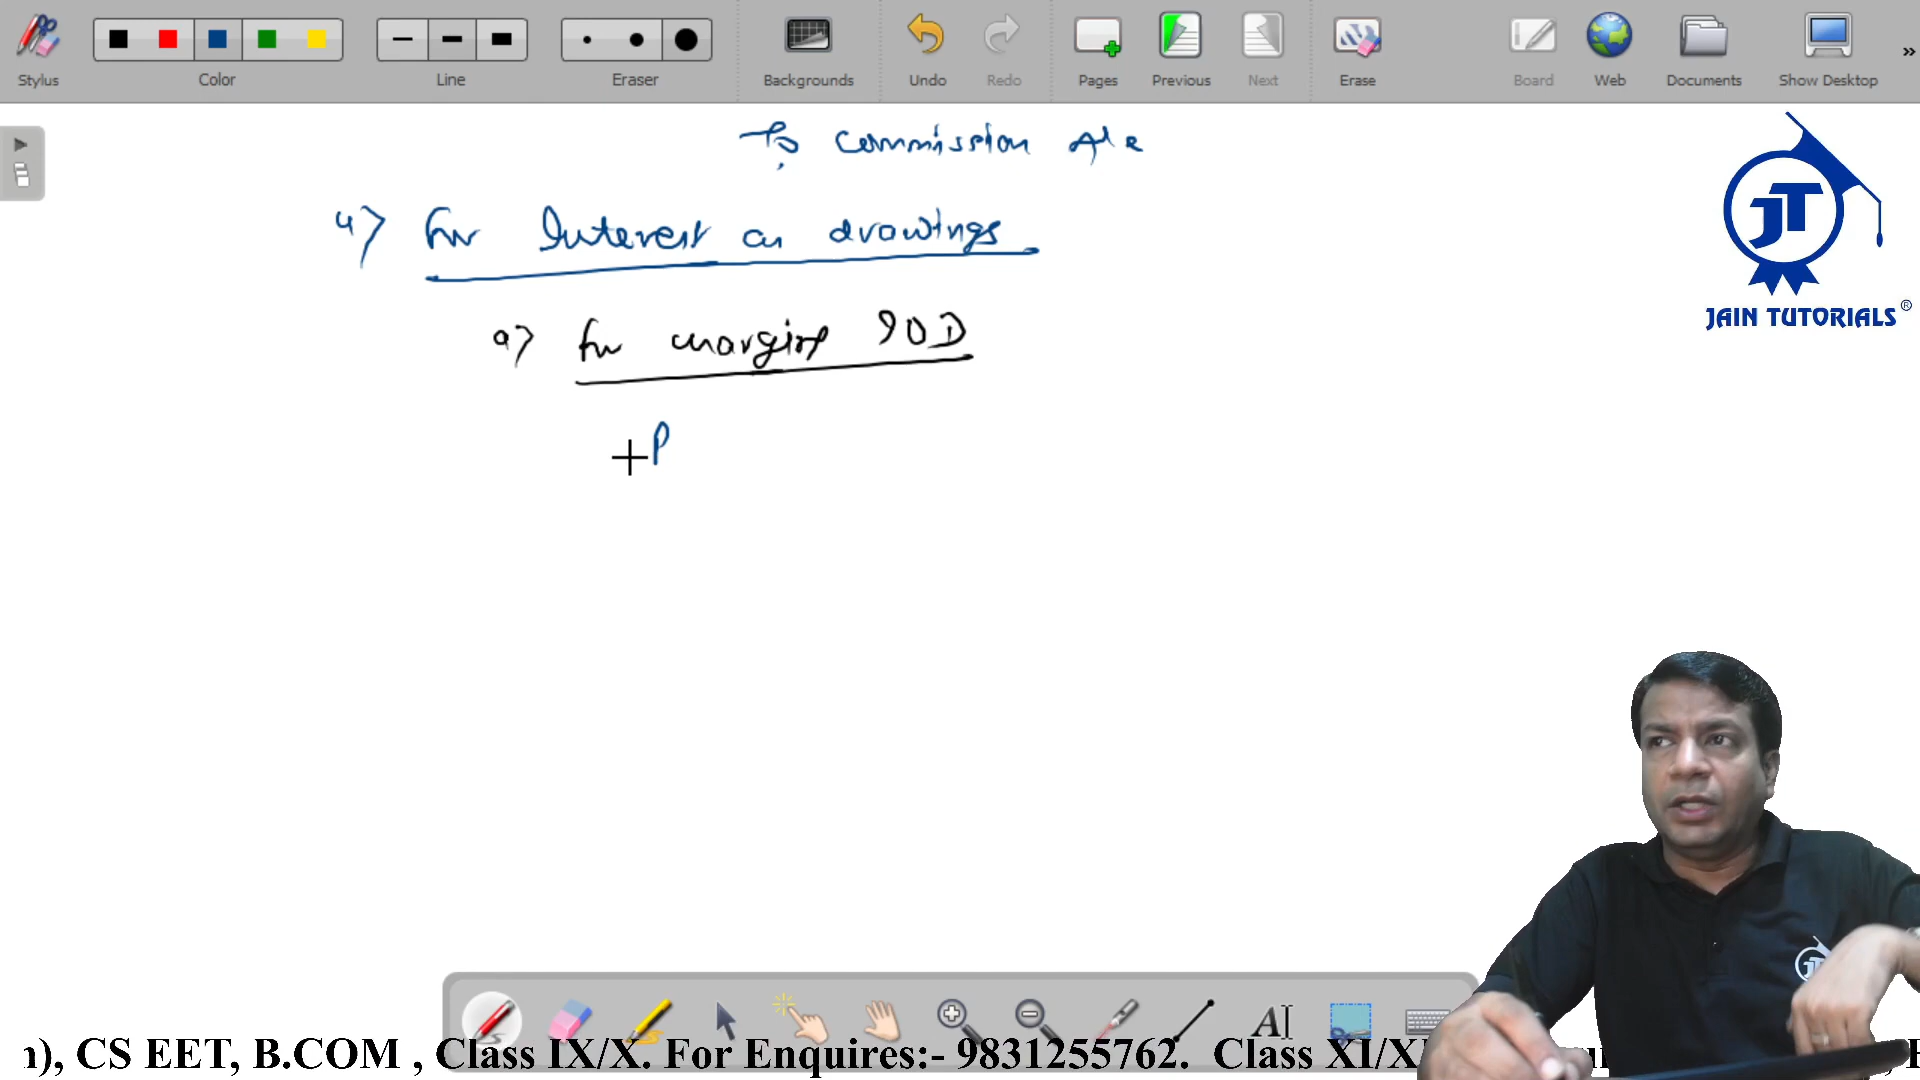 Stylus
Color
Line
Eraser
Backgrounds
Undo
Redo
Pages
Previous
Next
Erase
Board
Web
Documents
Show Desktop
»
To commission A/c
4) For Interest on drawings
a) For charging IOD
P
JT
JAIN TUTORIALS®
AI
), CS EET, B.COM , Class IX/X. For Enquires:- 9831255762. Class XI/X